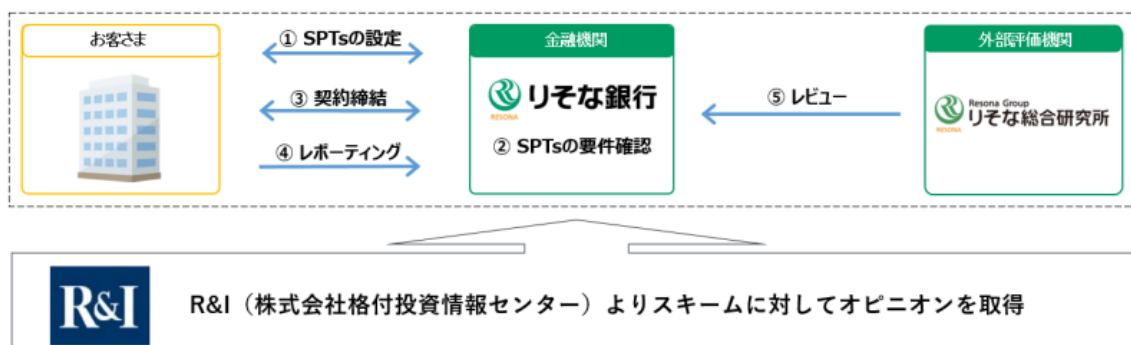 お客さま
① SPTsの設定
③ 契約締結
④ レポーティング
金融機関
RESONA
りそな銀行
② SPTsの要件確認
⑤ レビュー
外部評価機関
RESONA
Resona Group
りそな総合研究所
R&I
R&I（株式会社格付投資情報センター）よりスキームに対してオピニオンを取得